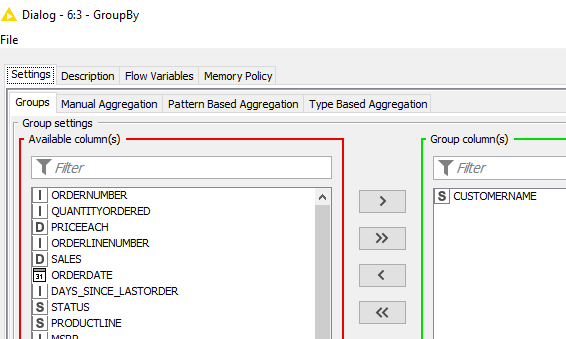 Dialog - 6:3 - GroupBy
File
Settings Description Flow Variables Memory Policy
Groups Manual Aggregation Pattern Based Aggregation Type Based Aggregation
Group settings
Available column(s)
Filter
I ORDERNUMBER
I QUANTITYORDERED
D PRICEEACH
I ORDERLINENUMBER
D SALES
31 ORDERDATE
I DAYS_SINCE_LASTORDER
S STATUS
S PRODUCTLINE
I MSRP
>
>>
<
<<
Group column(s)
Filter
S CUSTOMERNAME